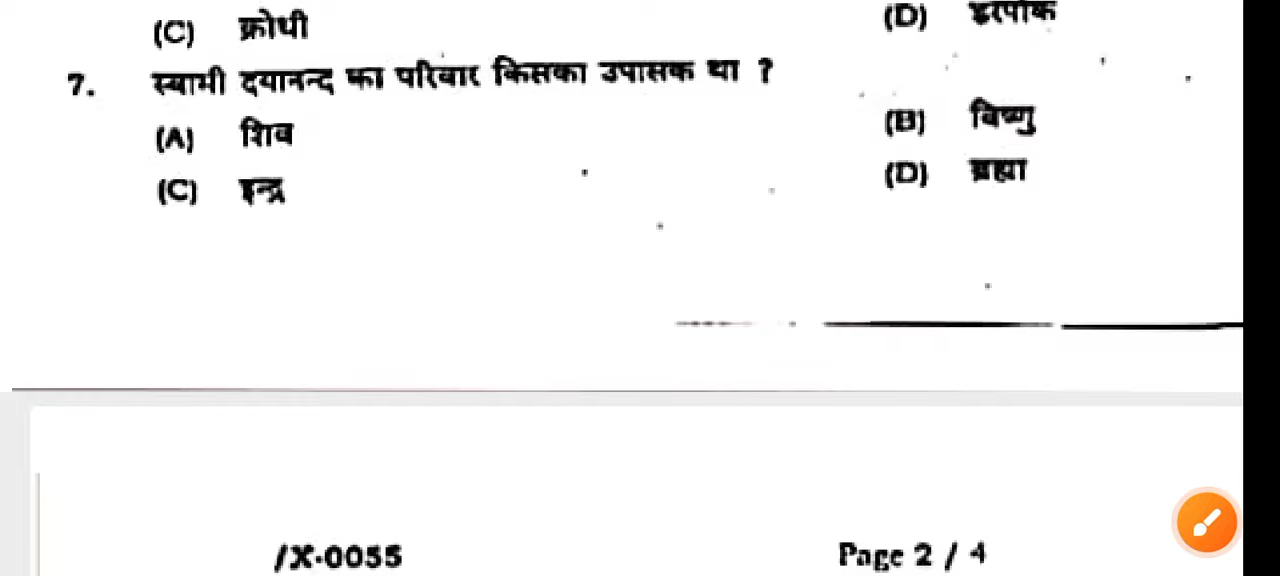 (C) क्रोधी (D) डरपोक
7. स्वामी दयानन्द का परिवार किसका उपासक था ?
(A) शिव (B) विष्णु
(C) इन्द्र (D) ब्रह्मा
/X-0055 Page 2 / 4